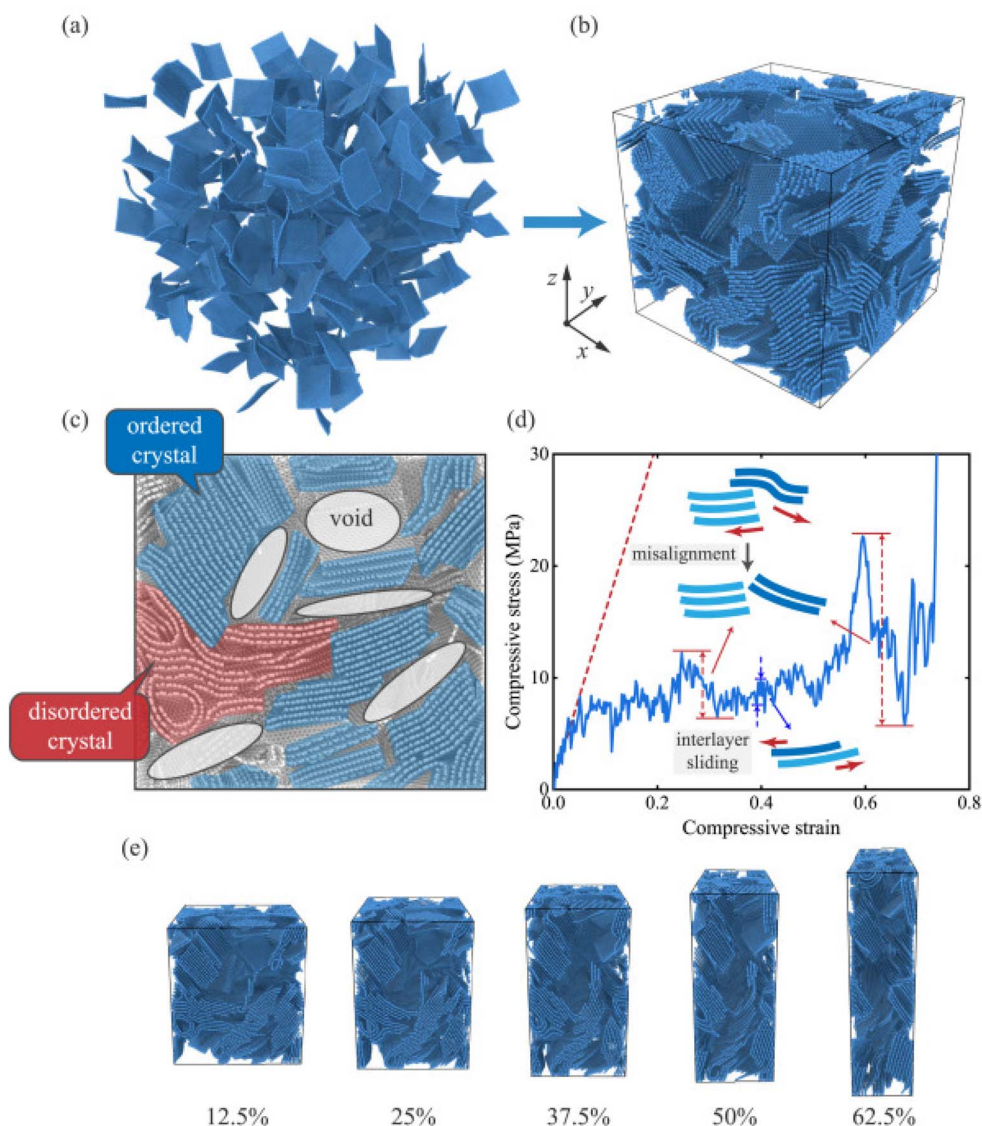 (a)
(b)
z
y
x
(c)
ordered
crystal
void
disordered
crystal
(d)
30
20
10
0
Compressive stress (MPa)
misalignment
interlayer
sliding
0.0
0.2
0.4
0.6
0.8
Compressive strain
(e)
12.5%
25%
37.5%
50%
62.5%